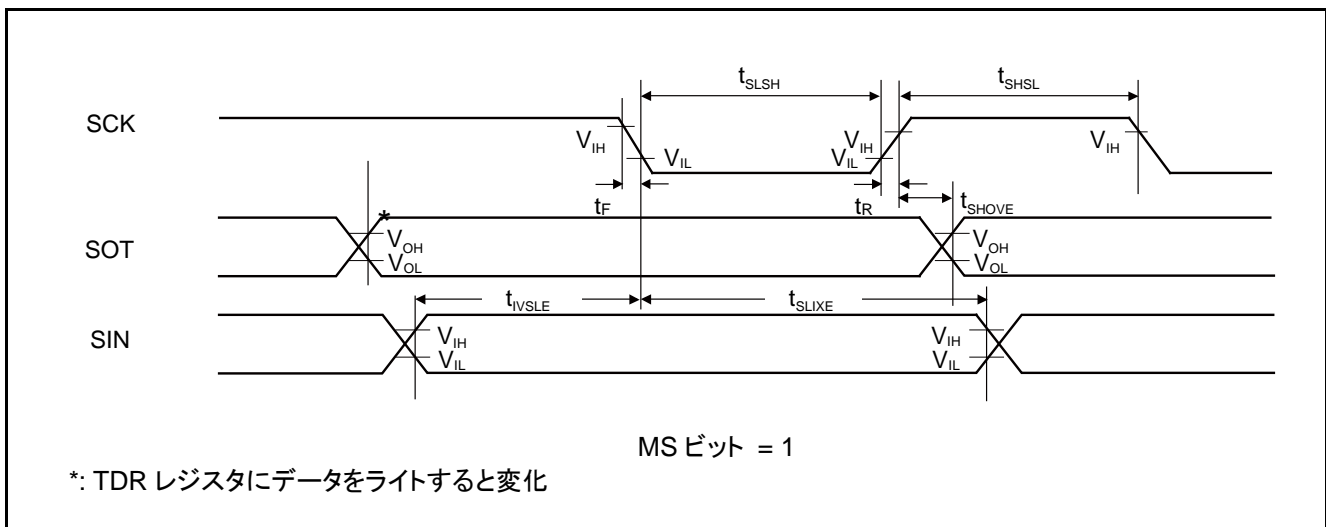 t_SLSH t_SHSL
SCK
V_IH V_IL V_IH V_IL V_IH
t_F t_R t_SHOVE
*
SOT
V_OH V_OH
V_OL V_OL
t_IVSLE t_SLIXE
SIN
V_IH V_IH
V_IL V_IL
MS ビット = 1
*: TDR レジスタにデータをライトすると変化